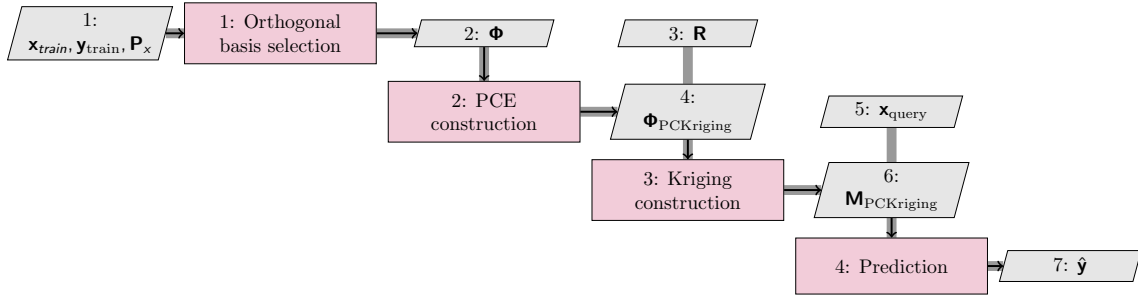 1:
x_train, y_train, P_x
1: Orthogonal
basis selection
2: Φ
3: R
2: PCE
construction
4:
Φ_PCKriging
5: x_query
3: Kriging
construction
6:
M_PCKriging
4: Prediction
7: ŷ